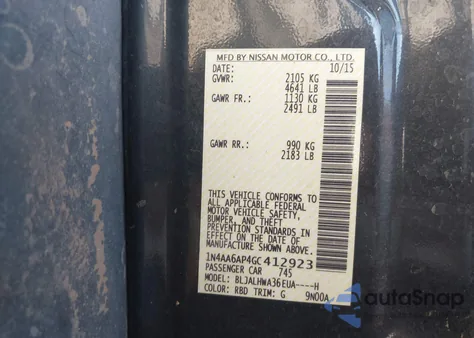 MFD BY NISSAN MOTOR CO., LTD.
DATE: 10/15
GVWR: 2105 KG
4641 LB
GAWR FR.: 1130 KG
2491 LB
GAWR RR.: 990 KG
2183 LB
THIS VEHICLE CONFORMS TO
ALL APPLICABLE FEDERAL
MOTOR VEHICLE SAFETY,
BUMPER, AND THEFT
PREVENTION STANDARDS IN
EFFECT ON THE DATE OF
MANUFACTURE SHOWN ABOVE.
1N4AA6AP4GC412923
PASSENGER CAR 745
MODEL: BLJALHWA36EUA----H
COLOR: RBD TRIM: G 9N00A
autoSnap